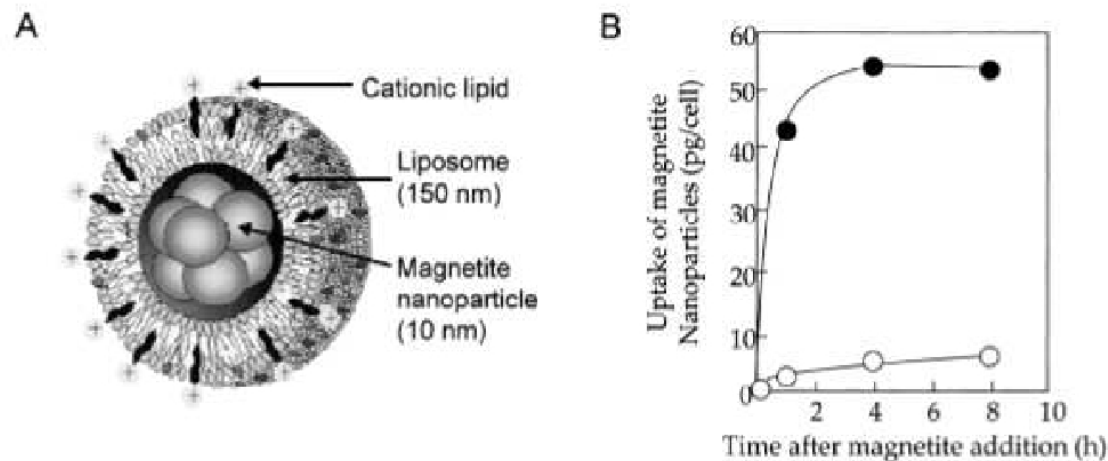 A
Cationic lipid
Liposome
(150 nm)
Magnetite
nanoparticle
(10 nm)
B
Uptake of magnetite
Nanoparticles (pg/cell)
60
50
40
30
20
10
0
2 4 6 8 10
Time after magnetite addition (h)